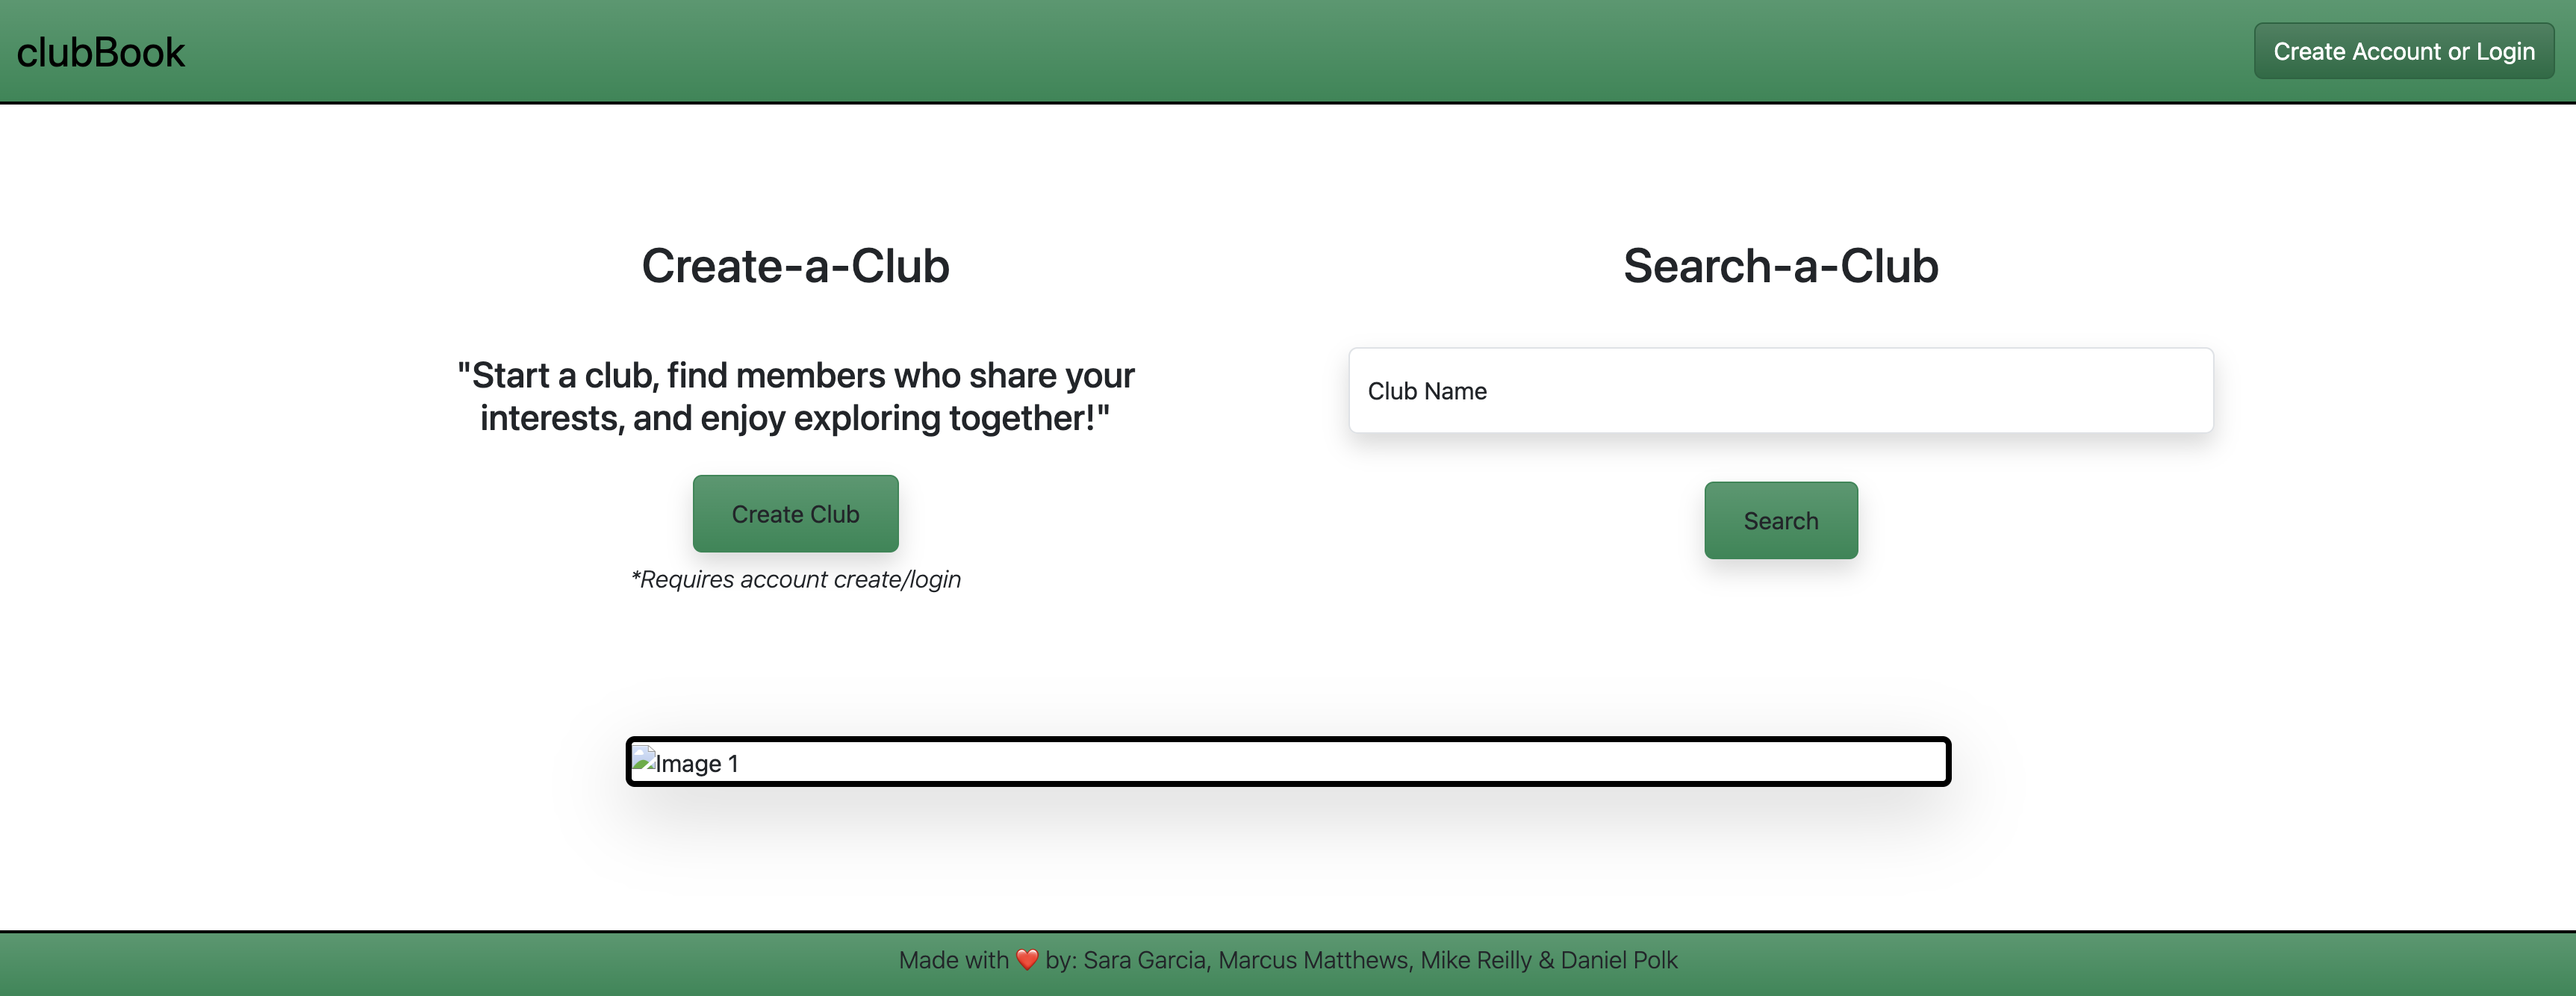 clubBook
Create Account or Login
Create-a-Club
"Start a club, find members who share your
interests, and enjoy exploring together!"
Create Club
*Requires account create/login
Search-a-Club
Club Name
Search
Image 1
Made with ❤️ by: Sara Garcia, Marcus Matthews, Mike Reilly & Daniel Polk